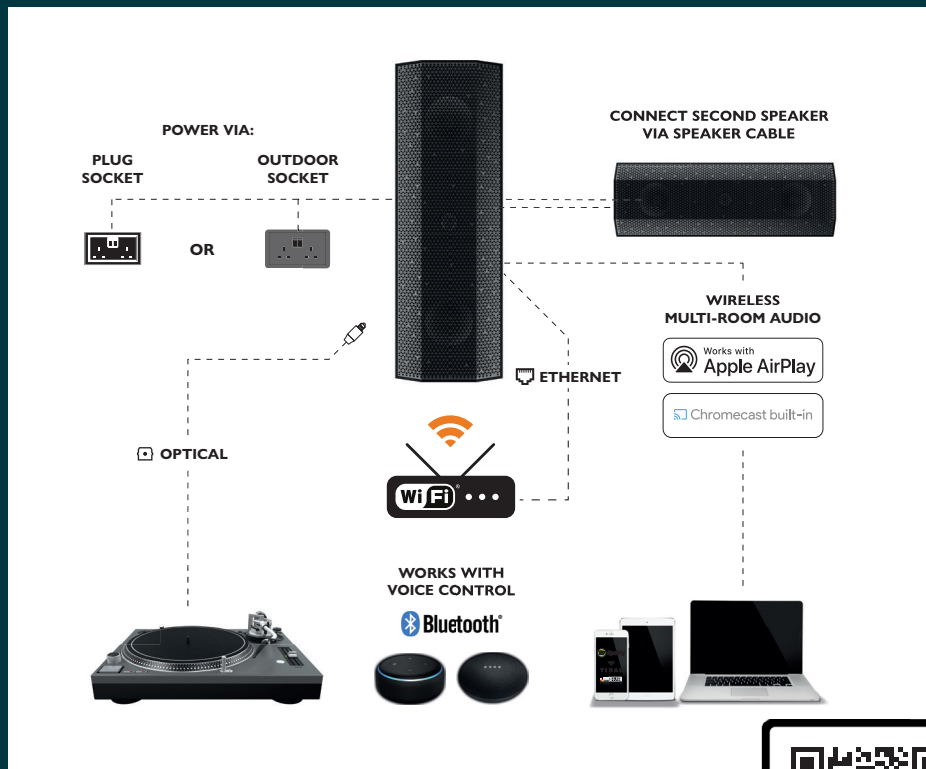 POWER VIA:
PLUG
SOCKET
OUTDOOR
SOCKET
OR
CONNECT SECOND SPEAKER
VIA SPEAKER CABLE
WIRELESS
MULTI-ROOM AUDIO
Works with
Apple AirPlay
Chromecast built-in
ETHERNET
OPTICAL
WiFi®
WORKS WITH
VOICE CONTROL
Bluetooth®